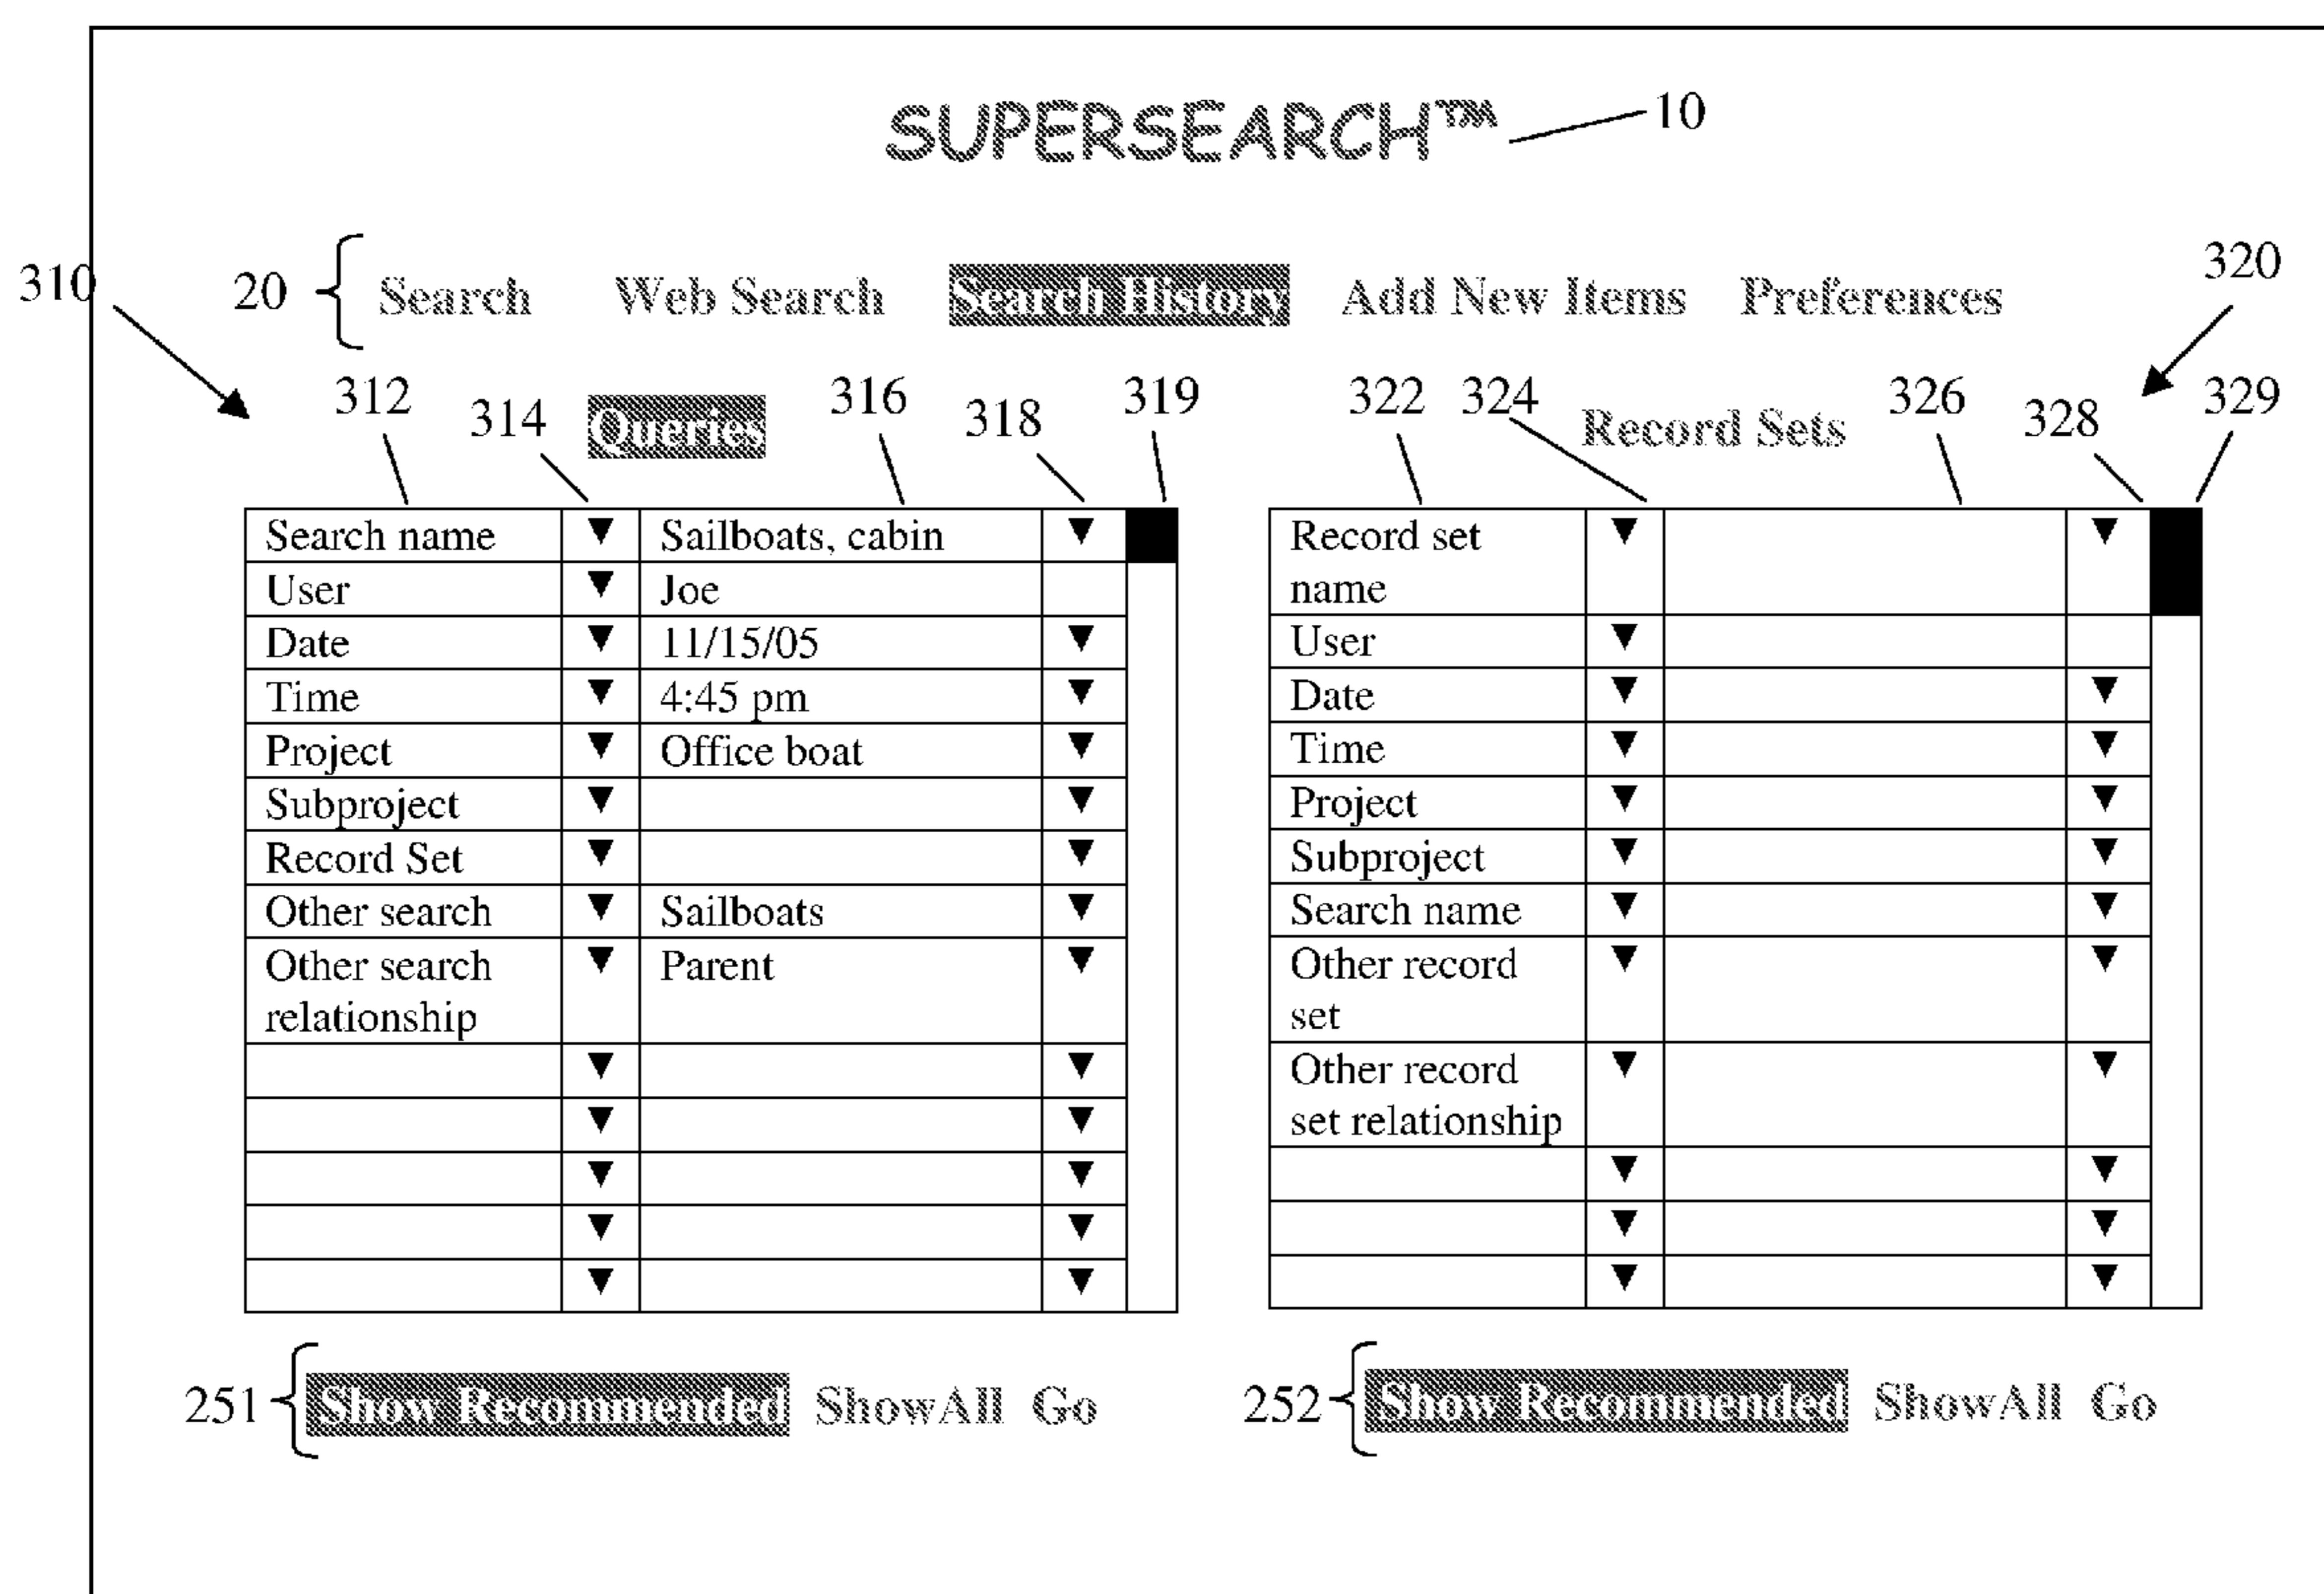 SUPERSEARCH™ 10
310 20 Search Web Search Search History Add New Items Preferences 320
312 314 Queries 316 318 319 322 324 Record Sets 326 328 329
Search name ▼ Sailboats, cabin ▼
User ▼ Joe
Date ▼ 11/15/05 ▼
Time ▼ 4:45 pm ▼
Project ▼ Office boat ▼
Subproject ▼ ▼
Record Set ▼ ▼
Other search ▼ Sailboats ▼
Other search ▼ Parent ▼
relationship
▼ ▼
▼ ▼
▼ ▼
▼ ▼
▼ ▼
Record set ▼ ▼
name
User ▼
Date ▼ ▼
Time ▼ ▼
Project ▼ ▼
Subproject ▼ ▼
Search name ▼ ▼
Other record ▼ ▼
set
Other record ▼ ▼
set relationship
▼ ▼
▼ ▼
▼ ▼
251 Show Recommended ShowAll Go
252 Show Recommended ShowAll Go